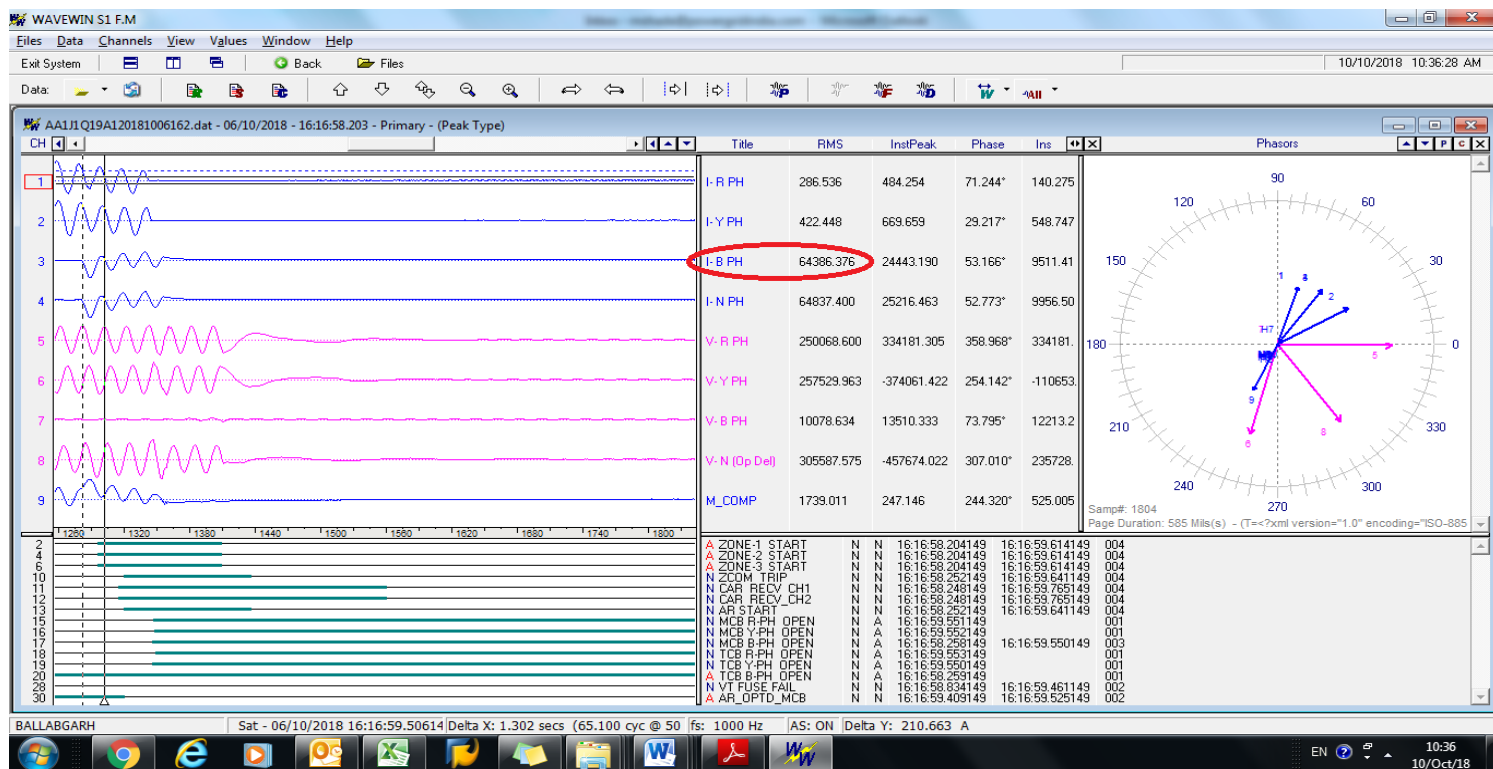 WAVEWIN S1 F.M
Files Data Channels View Values Window Help
Exit System Back Files 10/10/2018 10:36:28 AM
Data:
AA1J1Q19A120181006162.dat - 06/10/2018 - 16:16:58.203 - Primary - (Peak Type)
CH Title RMS InstPeak Phase Ins Phasors P C
1 I- R PH 286.536 484.254 71.244° 140.275
2 I- Y PH 422.448 669.659 29.217° 548.747
3 I- B PH 64386.376 24443.190 53.166° 9511.41
4 I- N PH 64837.400 25216.463 52.773° 9956.50
5 V- R PH 250068.600 334181.305 358.968° 334181.
6 V- Y PH 257529.963 -374061.422 254.142° -110653.
7 V- B PH 10078.634 13510.333 73.795° 12213.2
8 V- N (Op Del) 305587.575 -457674.022 307.010° 235728.
9 M_COMP 1739.011 247.146 244.320° 525.005
90
120 60
150 30
180 0
210 330
240 300
270
1 2 5 6 8 9
Samp#: 1804
Page Duration: 585 Mils(s) - (T=<?xml version="1.0" encoding="ISO-885
1260 1320 1380 1440 1500 1560 1620 1680 1740 1800
2 A ZONE-1 START N N 16:16:58.204149 16:16:59.614149 004
4 A ZONE-2 START N N 16:16:58.204149 16:16:59.614149 004
6 A ZONE-3 START N N 16:16:58.204149 16:16:59.614149 004
10 N ZCOM TRIP N N 16:16:58.252149 16:16:59.641149 004
11 N CAR RECV CH1 N N 16:16:58.248149 16:16:59.765149 004
12 N CAR RECV_CH2 N N 16:16:58.248149 16:16:59.765149 004
13 N AR START N N 16:16:58.252149 16:16:59.641149 004
15 N MCB R-PH OPEN N A 16:16:59.551149 001
16 N MCB Y-PH OPEN N A 16:16:59.552149 001
17 N MCB B-PH OPEN N A 16:16:58.258149 16:16:59.550149 003
18 N TCB R-PH OPEN N A 16:16:59.553149 001
19 N TCB Y-PH OPEN N A 16:16:59.550149 001
20 A TCB B-PH OPEN N A 16:16:58.259149 001
28 N VT FUSE FAIL N N 16:16:58.834149 16:16:59.461149 002
30 A AR_OPTD_MCB N N 16:16:59.409149 16:16:59.525149 002
BALLABGARH Sat - 06/10/2018 16:16:59.50614 Delta X: 1.302 secs (65.100 cyc @ 50 fs: 1000 Hz AS: ON Delta Y: 210.663 A
EN 10:36
10/Oct/18